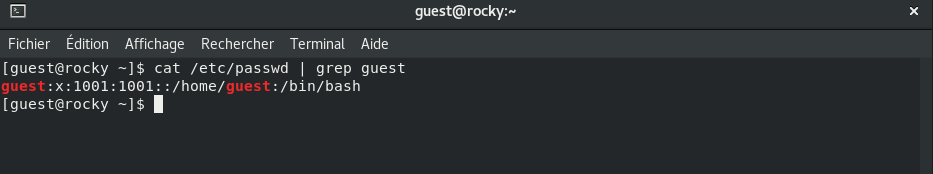 guest@rocky:~
Fichier Édition Affichage Rechercher Terminal Aide
[guest@rocky ~]$ cat /etc/passwd | grep guest
guest:x:1001:1001::/home/guest:/bin/bash
[guest@rocky ~]$